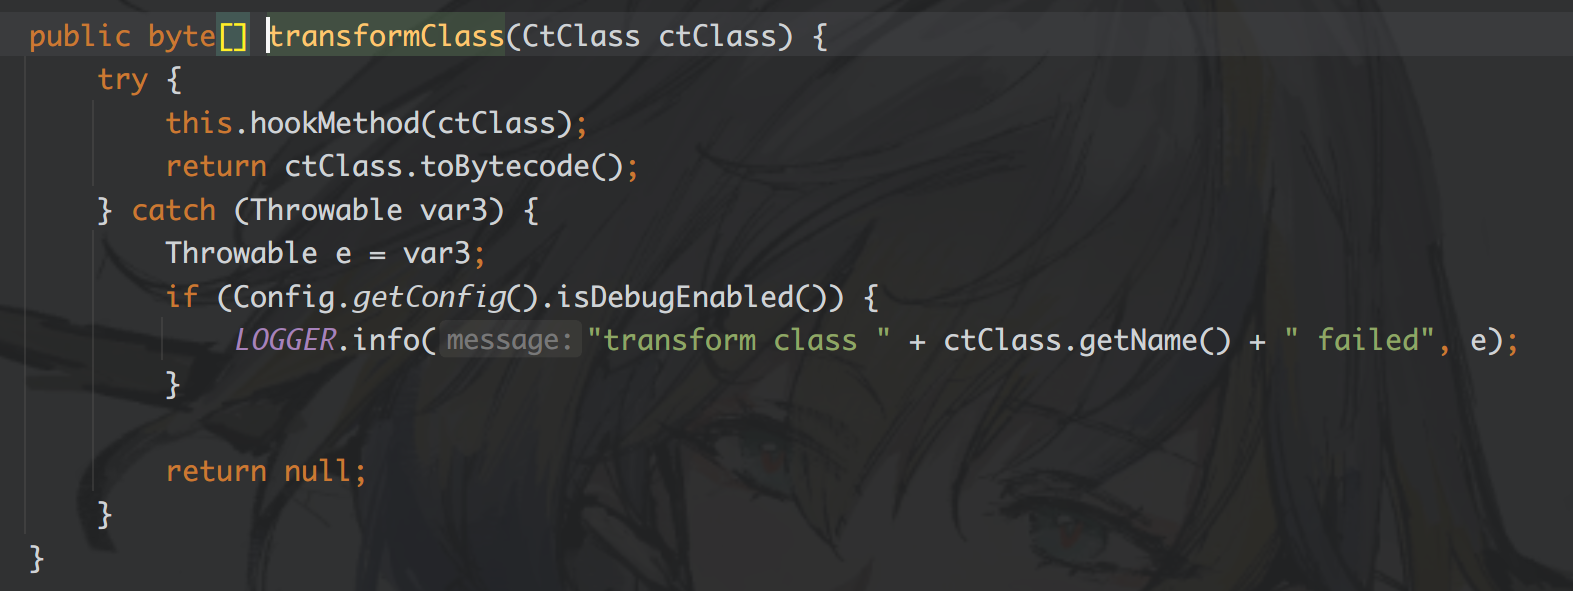 public byte[] transformClass(CtClass ctClass) {
try {
this.hookMethod(ctClass);
return ctClass.toBytecode();
} catch (Throwable var3) {
Throwable e = var3;
if (Config.getConfig().isDebugEnabled()) {
LOGGER.info( message: "transform class " + ctClass.getName() + " failed", e);
}
return null;
}
}